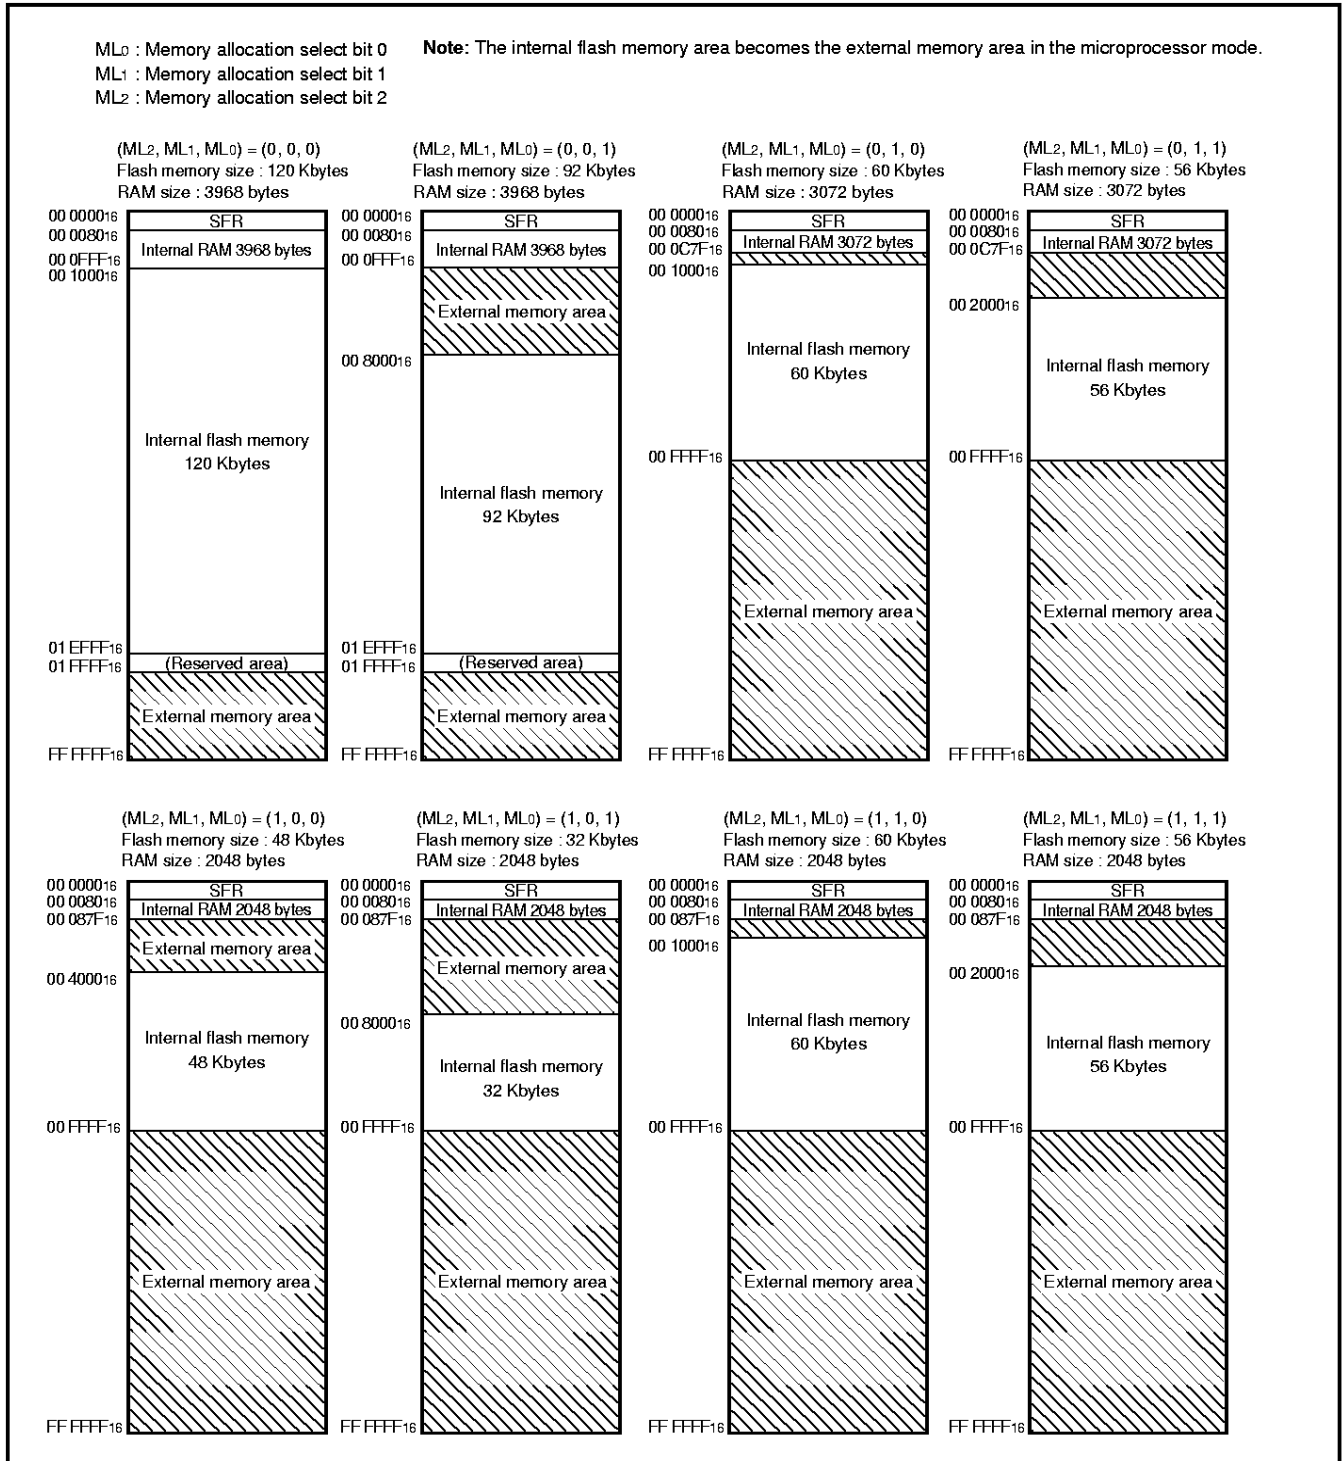 ML0 : Memory allocation select bit 0
ML1 : Memory allocation select bit 1
ML2 : Memory allocation select bit 2
Note: The internal flash memory area becomes the external memory area in the microprocessor mode.
(ML2, ML1, ML0) = (0, 0, 0)
Flash memory size : 120 Kbytes
RAM size : 3968 bytes
00 000016
00 008016
00 0FFF16
00 100016
01 EFFF16
01 FFFF16
FF FFFF16
SFR
Internal RAM 3968 bytes
Internal flash memory
120 Kbytes
(Reserved area)
External memory area
(ML2, ML1, ML0) = (0, 0, 1)
Flash memory size : 92 Kbytes
RAM size : 3968 bytes
00 000016
00 008016
00 0FFF16
00 800016
01 EFFF16
01 FFFF16
FF FFFF16
SFR
Internal RAM 3968 bytes
External memory area
Internal flash memory
92 Kbytes
(Reserved area)
External memory area
(ML2, ML1, ML0) = (0, 1, 0)
Flash memory size : 60 Kbytes
RAM size : 3072 bytes
00 000016
00 008016
00 0C7F16
00 100016
00 FFFF16
FF FFFF16
SFR
Internal RAM 3072 bytes
Internal flash memory
60 Kbytes
External memory area
(ML2, ML1, ML0) = (0, 1, 1)
Flash memory size : 56 Kbytes
RAM size : 3072 bytes
00 000016
00 008016
00 0C7F16
00 200016
00 FFFF16
FF FFFF16
SFR
Internal RAM 3072 bytes
Internal flash memory
56 Kbytes
External memory area
(ML2, ML1, ML0) = (1, 0, 0)
Flash memory size : 48 Kbytes
RAM size : 2048 bytes
00 000016
00 008016
00 087F16
00 400016
00 FFFF16
FF FFFF16
SFR
Internal RAM 2048 bytes
External memory area
Internal flash memory
48 Kbytes
External memory area
(ML2, ML1, ML0) = (1, 0, 1)
Flash memory size : 32 Kbytes
RAM size : 2048 bytes
00 000016
00 008016
00 087F16
00 800016
00 FFFF16
FF FFFF16
SFR
Internal RAM 2048 bytes
External memory area
Internal flash memory
32 Kbytes
External memory area
(ML2, ML1, ML0) = (1, 1, 0)
Flash memory size : 60 Kbytes
RAM size : 2048 bytes
00 000016
00 008016
00 087F16
00 100016
00 FFFF16
FF FFFF16
SFR
Internal RAM 2048 bytes
Internal flash memory
60 Kbytes
External memory area
(ML2, ML1, ML0) = (1, 1, 1)
Flash memory size : 56 Kbytes
RAM size : 2048 bytes
00 000016
00 008016
00 087F16
00 200016
00 FFFF16
FF FFFF16
SFR
Internal RAM 2048 bytes
Internal flash memory
56 Kbytes
External memory area